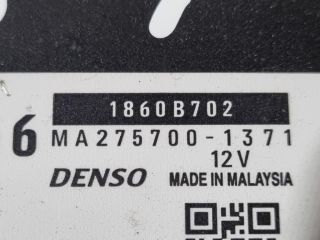 1860B702
6
MA275700-1371
12V
DENSO
MADE IN MALAYSIA